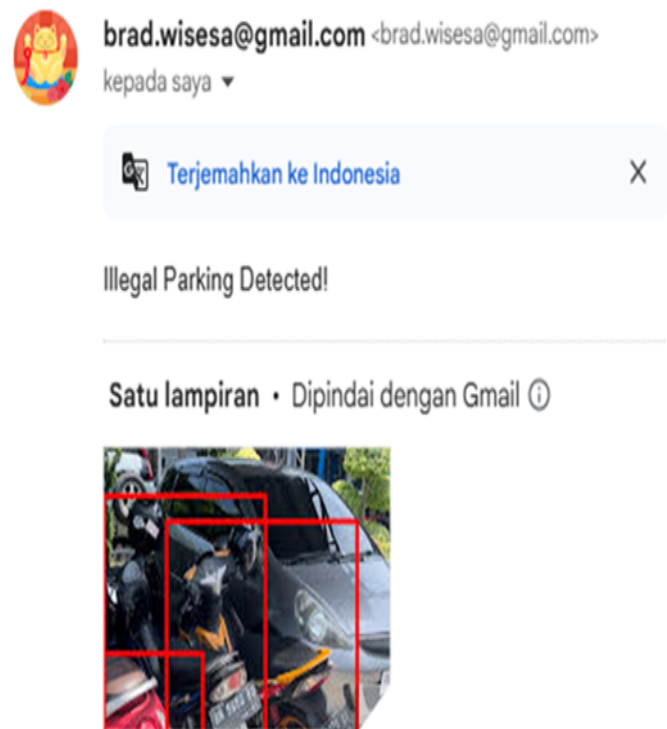 brad.wisesa@gmail.com <brad.wisesa@gmail.com>
kepada saya
Terjemahkan ke Indonesia
Illegal Parking Detected!
Satu lampiran • Dipindai dengan Gmail